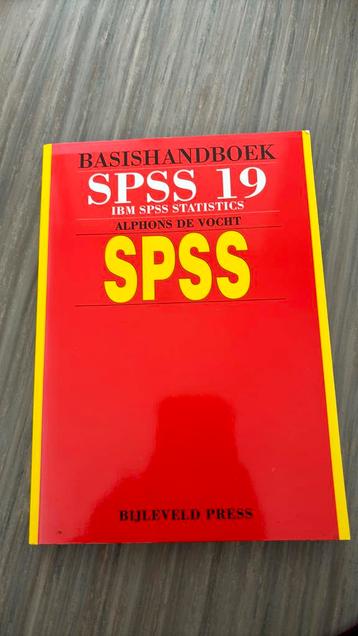 BASISHANDBOEK
SPSS 19
IBM SPSS STATISTICS
ALPHONS DE VOCHT
SPSS
BIJLEVELD PRESS